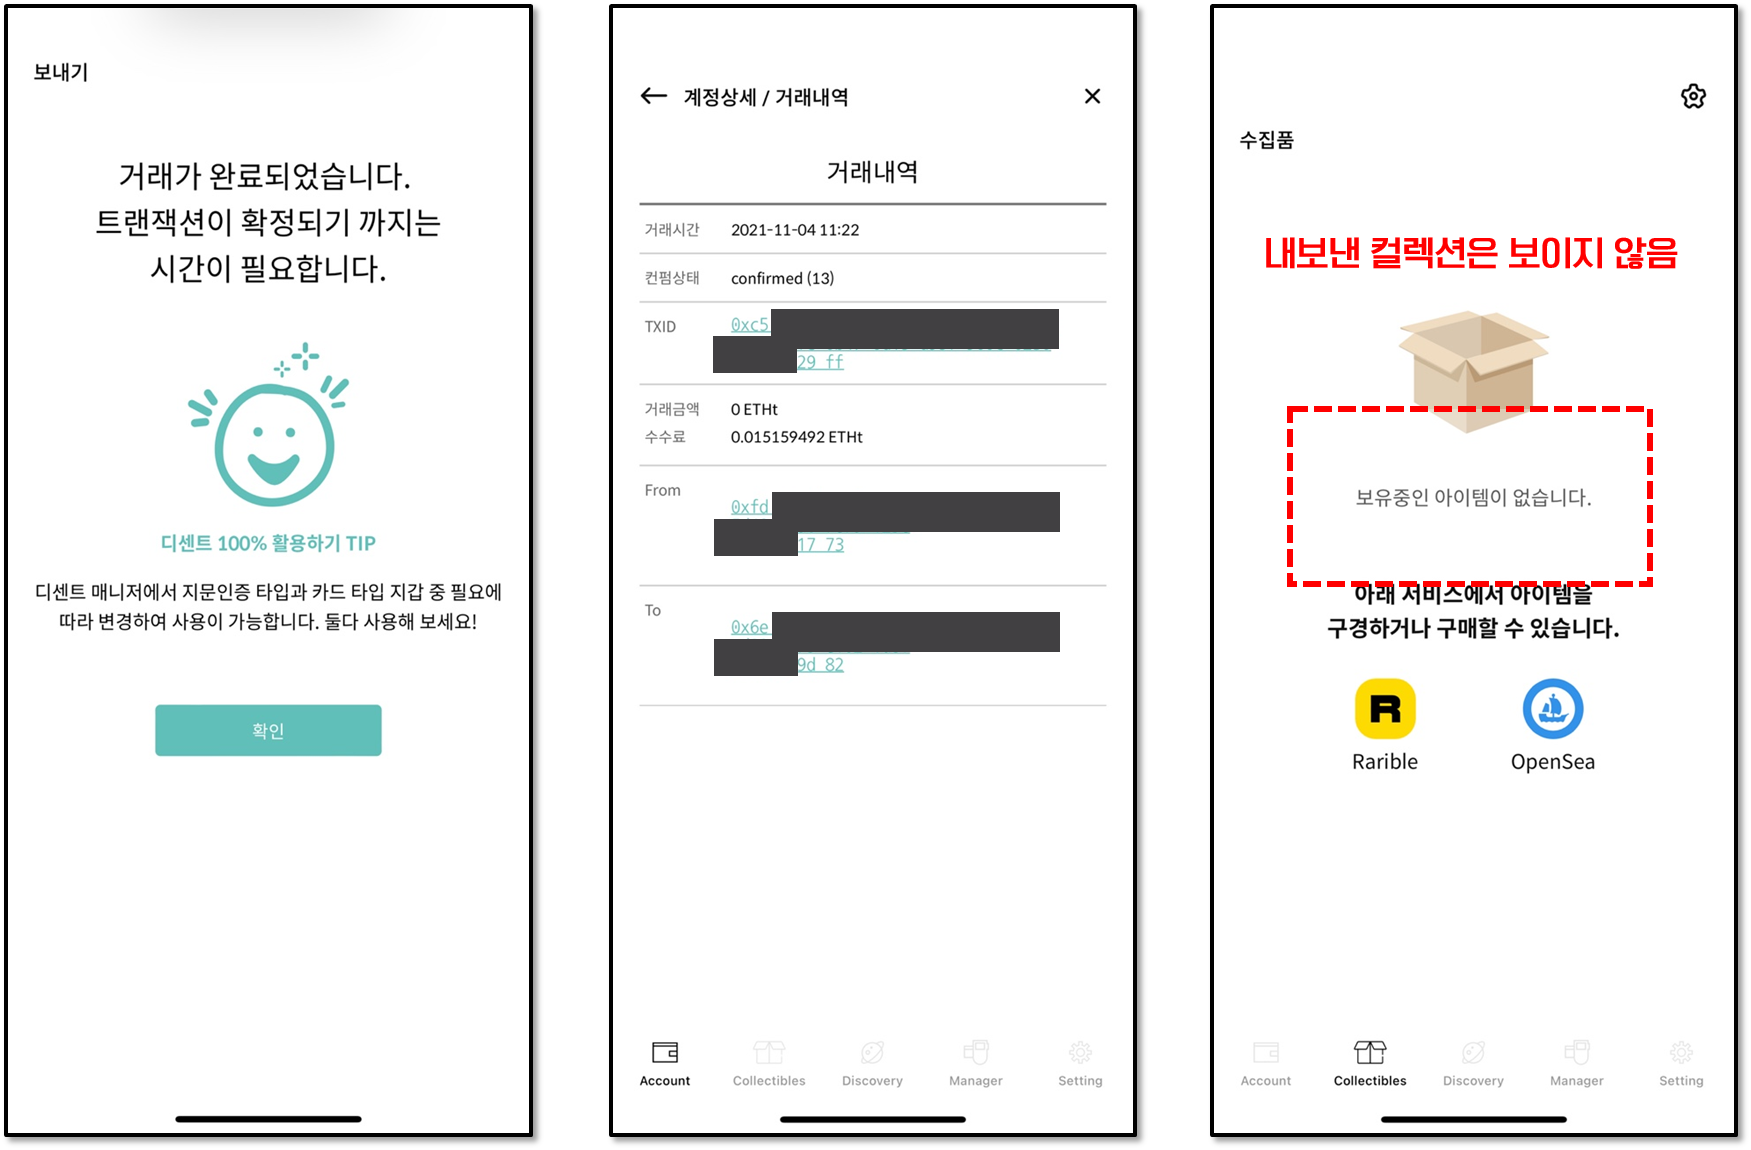 보내기
거래가 완료되었습니다.
트랜잭션이 확정되기 까지는
시간이 필요합니다.
디센트 100% 활용하기 TIP
디센트 매니저에서 지문인증 타입과 카드 타입 지갑 중 필요에
따라 변경하여 사용이 가능합니다. 둘다 사용해 보세요!
확인
계정상세 / 거래내역
거래내역
거래시간 2021-11-04 11:22
컨펌상태 confirmed (13)
TXID 0xc5
29 ff
거래금액 0 ETHt
수수료 0.015159492 ETHt
From 0xfd
17 73
To 0x6e
9d 82
Account Collectibles Discovery Manager Setting
수집품
내보낸 컬렉션은 보이지 않음
보유중인 아이템이 없습니다.
아래 서비스에서 아이템을
구경하거나 구매할 수 있습니다.
R
Rarible OpenSea
Account Collectibles Discovery Manager Setting